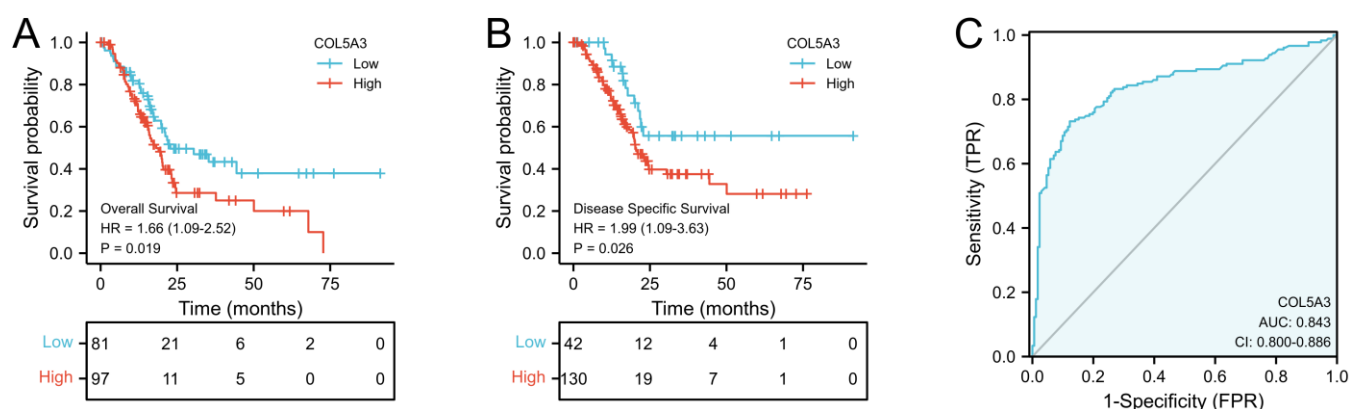 A
Survival probability
1.0
0.8
0.6
0.4
0.2
0.0
COL5A3
Low
High
Overall Survival
HR = 1.66 (1.09-2.52)
P = 0.019
0 25 50 75
Time (months)
Low 81 21 6 2 0
High 97 11 5 0 0
B
Survival probability
1.0
0.8
0.6
0.4
0.2
0.0
COL5A3
Low
High
Disease Specific Survival
HR = 1.99 (1.09-3.63)
P = 0.026
0 25 50 75
Time (months)
Low 42 12 4 1 0
High 130 19 7 1 0
C
Sensitivity (TPR)
1.0
0.8
0.6
0.4
0.2
0.0
COL5A3
AUC: 0.843
CI: 0.800-0.886
0.0 0.2 0.4 0.6 0.8 1.0
1-Specificity (FPR)